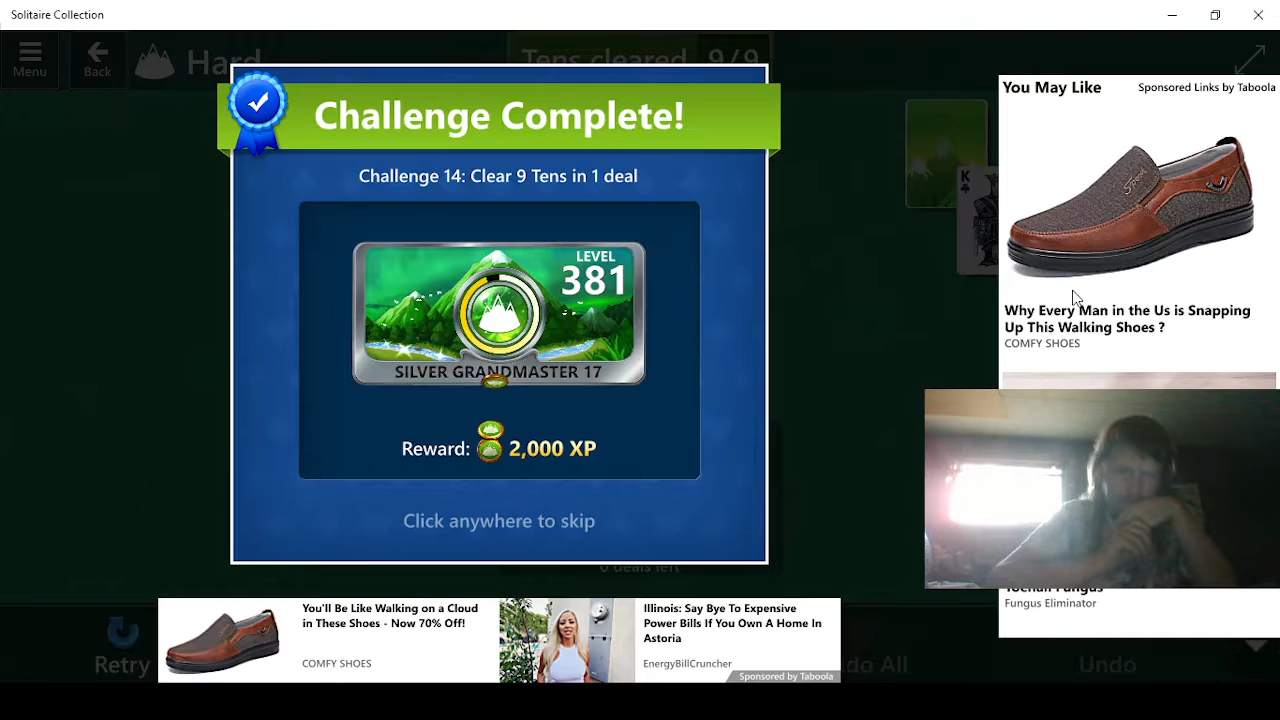 Solitaire Collection
Menu
Back
Hard
Tens cleared 9/9
Challenge Complete!
Challenge 14: Clear 9 Tens in 1 deal
LEVEL
381
SILVER GRANDMASTER 17
Reward: 2,000 XP
Click anywhere to skip
6 deals left
K
You May Like
Sponsored Links by Taboola
Why Every Man in the Us is Snapping
Up This Walking Shoes ?
COMFY SHOES
Toenail Fungus
Fungus Eliminator
You'll Be Like Walking on a Cloud
in These Shoes - Now 70% Off!
COMFY SHOES
Illinois: Say Bye To Expensive
Power Bills If You Own A Home In
Astoria
EnergyBillCruncher
Sponsored by Taboola
Retry
do All
Undo